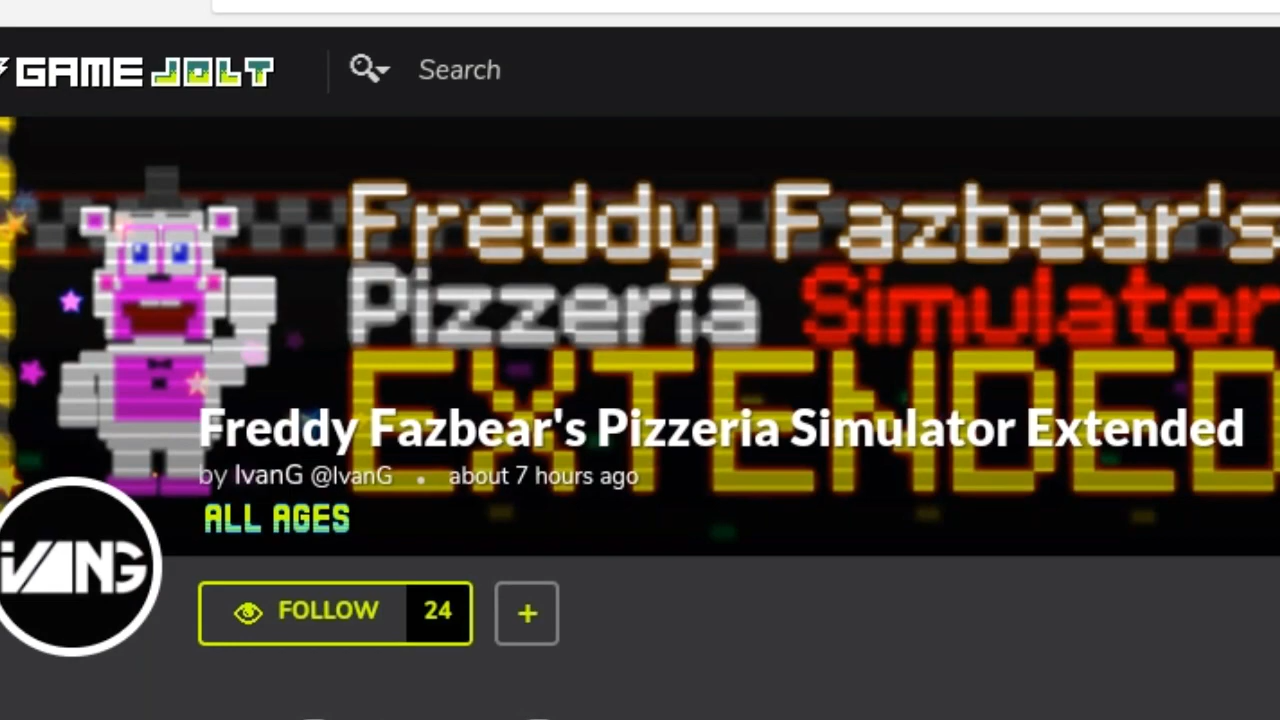 GAME JOLT
Search
Freddy Fazbear's
Pizzeria Simulator
EXTENDED
Freddy Fazbear's Pizzeria Simulator Extended
by IvanG @IvanG • about 7 hours ago
ALL AGES
iVANG
FOLLOW 24 +